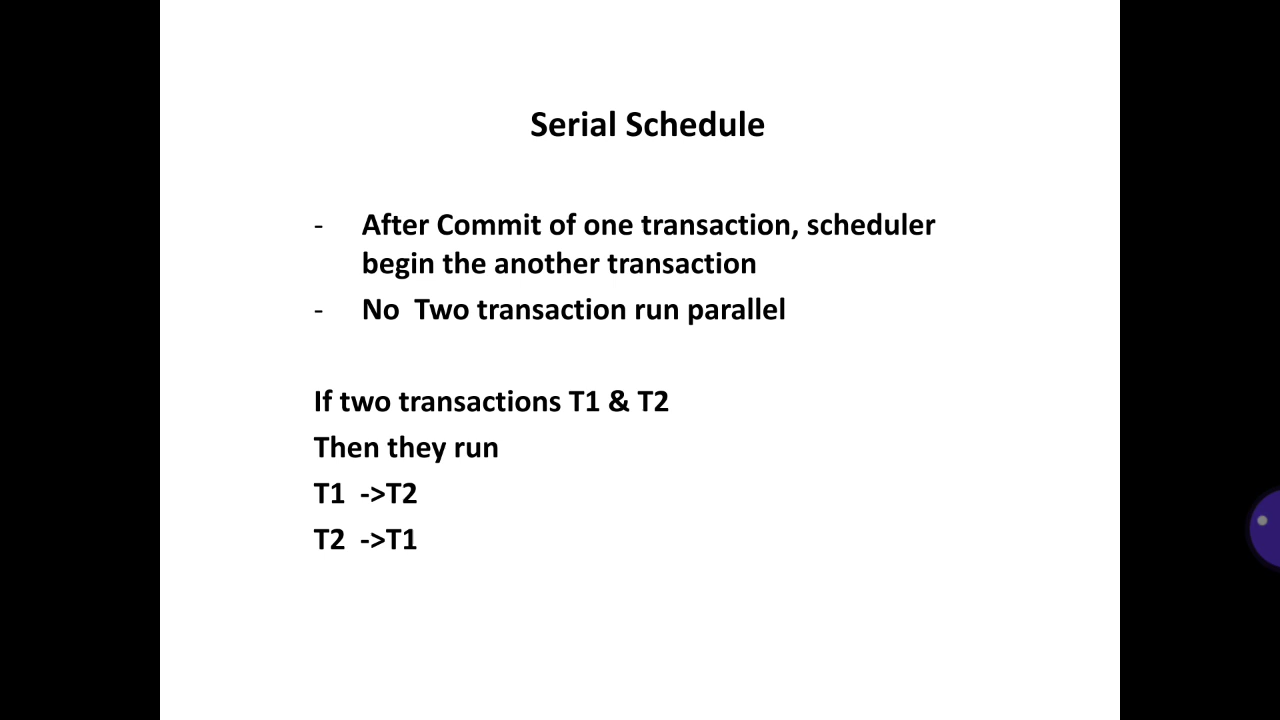 Serial Schedule
- After Commit of one transaction, scheduler
begin the another transaction
- No  Two transaction run parallel
If two transactions T1 & T2
Then they run
T1  ->T2
T2  ->T1